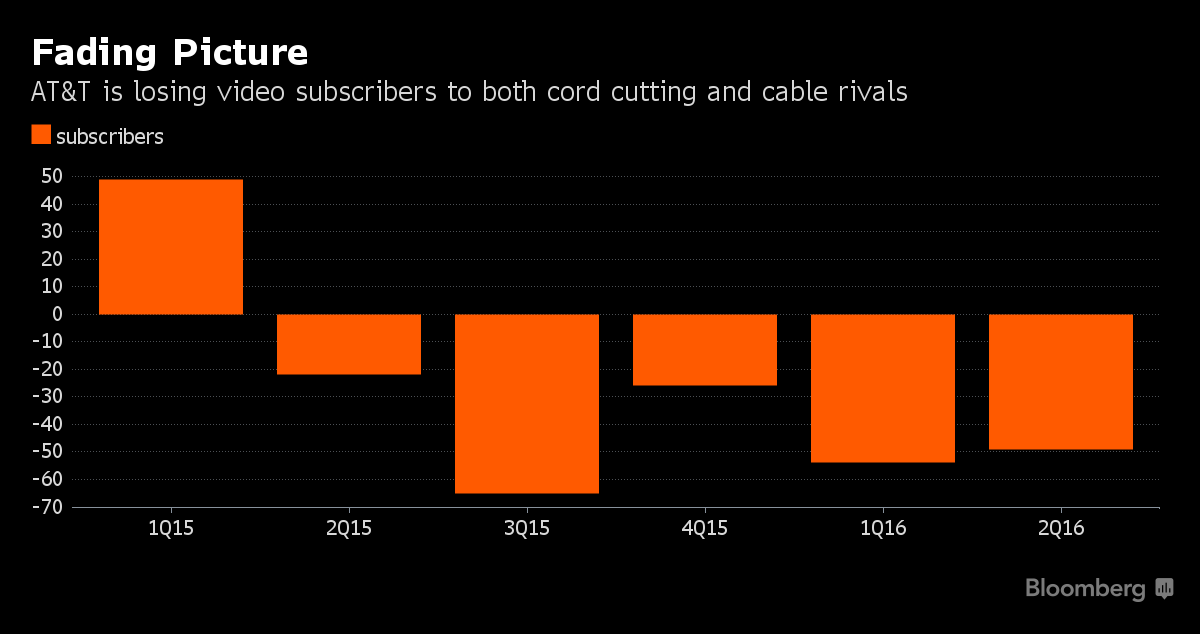 Fading Picture
AT&T is losing video subscribers to both cord cutting and cable rivals
subscribers
50
40
30
20
10
0
-10
-20
-30
-40
-50
-60
-70
1Q15 2Q15 3Q15 4Q15 1Q16 2Q16
Bloomberg